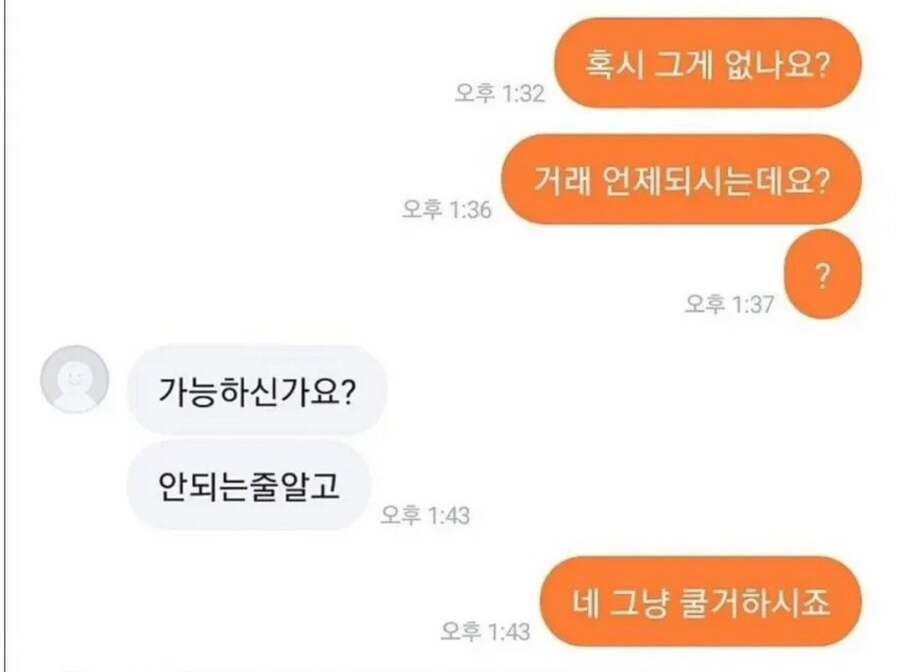 혹시 그게 없나요?
오후 1:32
거래 언제되시는데요?
오후 1:36
?
오후 1:37
가능하신가요?
안되는줄알고
오후 1:43
네 그냥 쿨거하시죠
오후 1:43